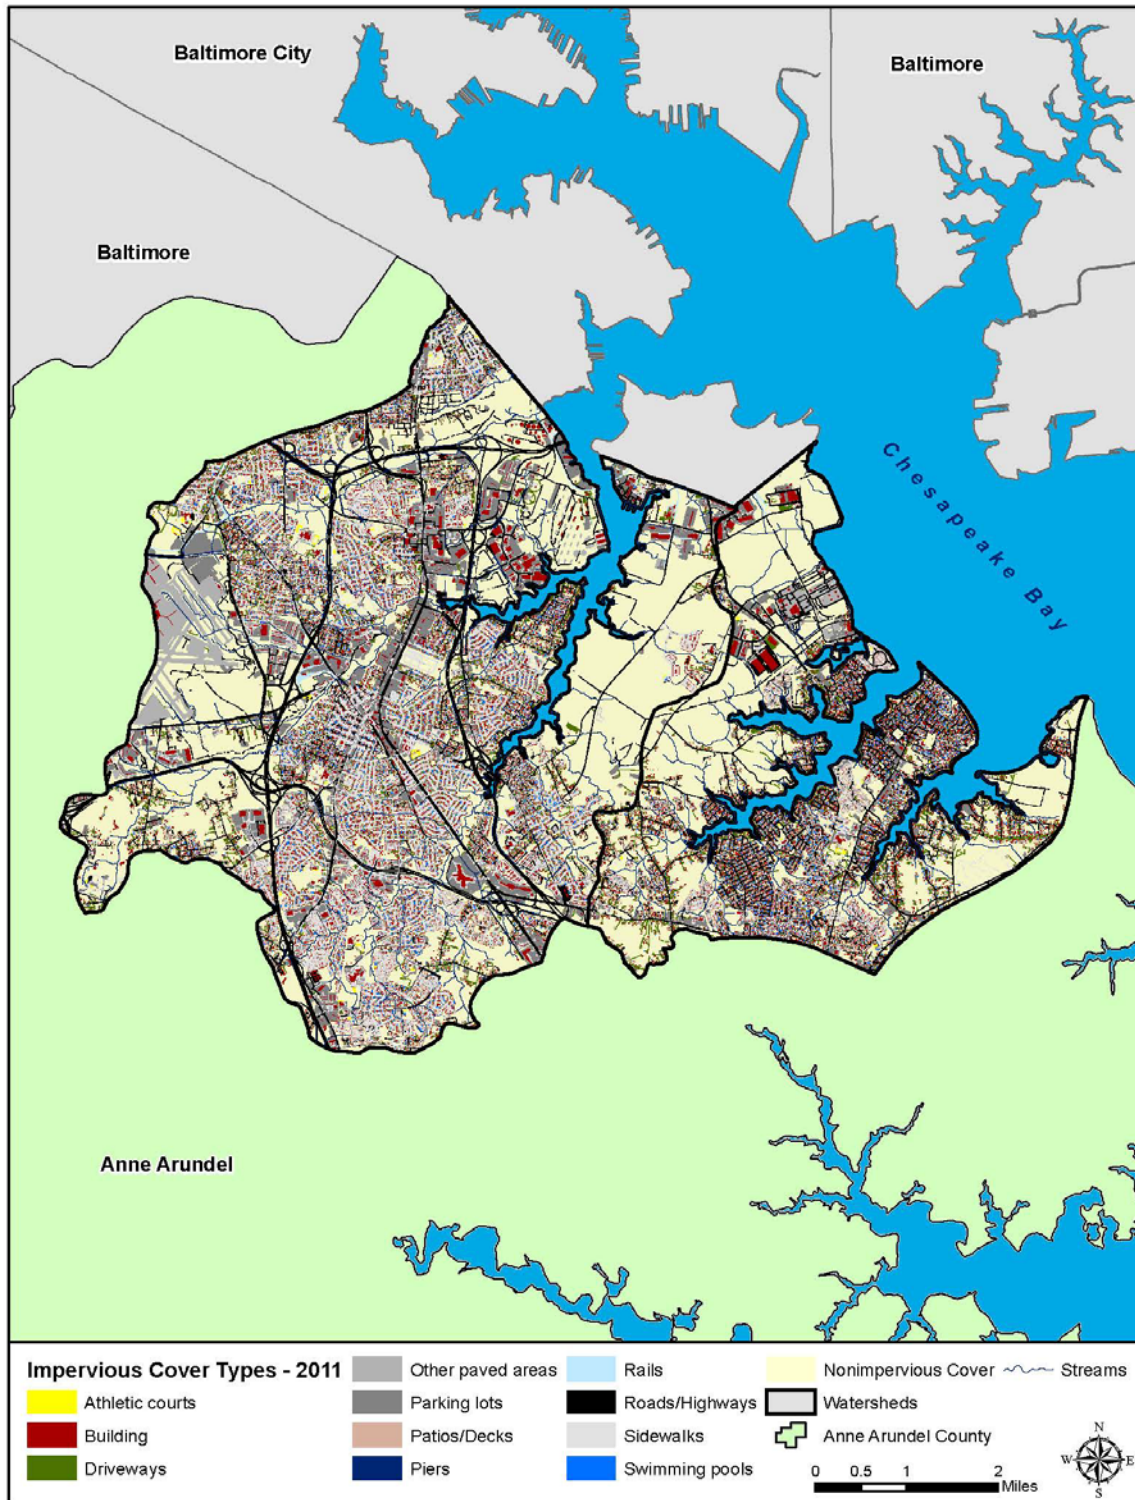 Baltimore City
Baltimore
Baltimore
Chesapeake Bay
Anne Arundel
Impervious Cover Types - 2011
Athletic courts
Building
Driveways
Other paved areas
Parking lots
Patios/Decks
Piers
Rails
Roads/Highways
Sidewalks
Swimming pools
Nonimpervious Cover
Streams
Watersheds
Anne Arundel County
0 0.5 1 2
Miles
N
W E
S